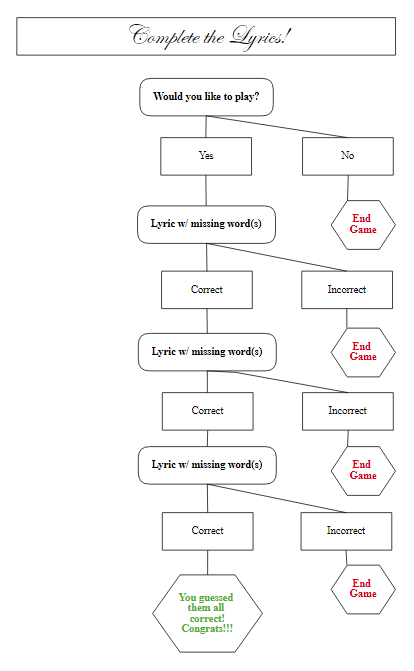 Complete the Lyrics!
Would you like to play?
Yes
No
End
Game
Lyric w/ missing word(s)
Correct
Incorrect
End
Game
Lyric w/ missing word(s)
Correct
Incorrect
End
Game
Lyric w/ missing word(s)
Correct
Incorrect
End
Game
You guessed
them all
correct!
Congrats!!!